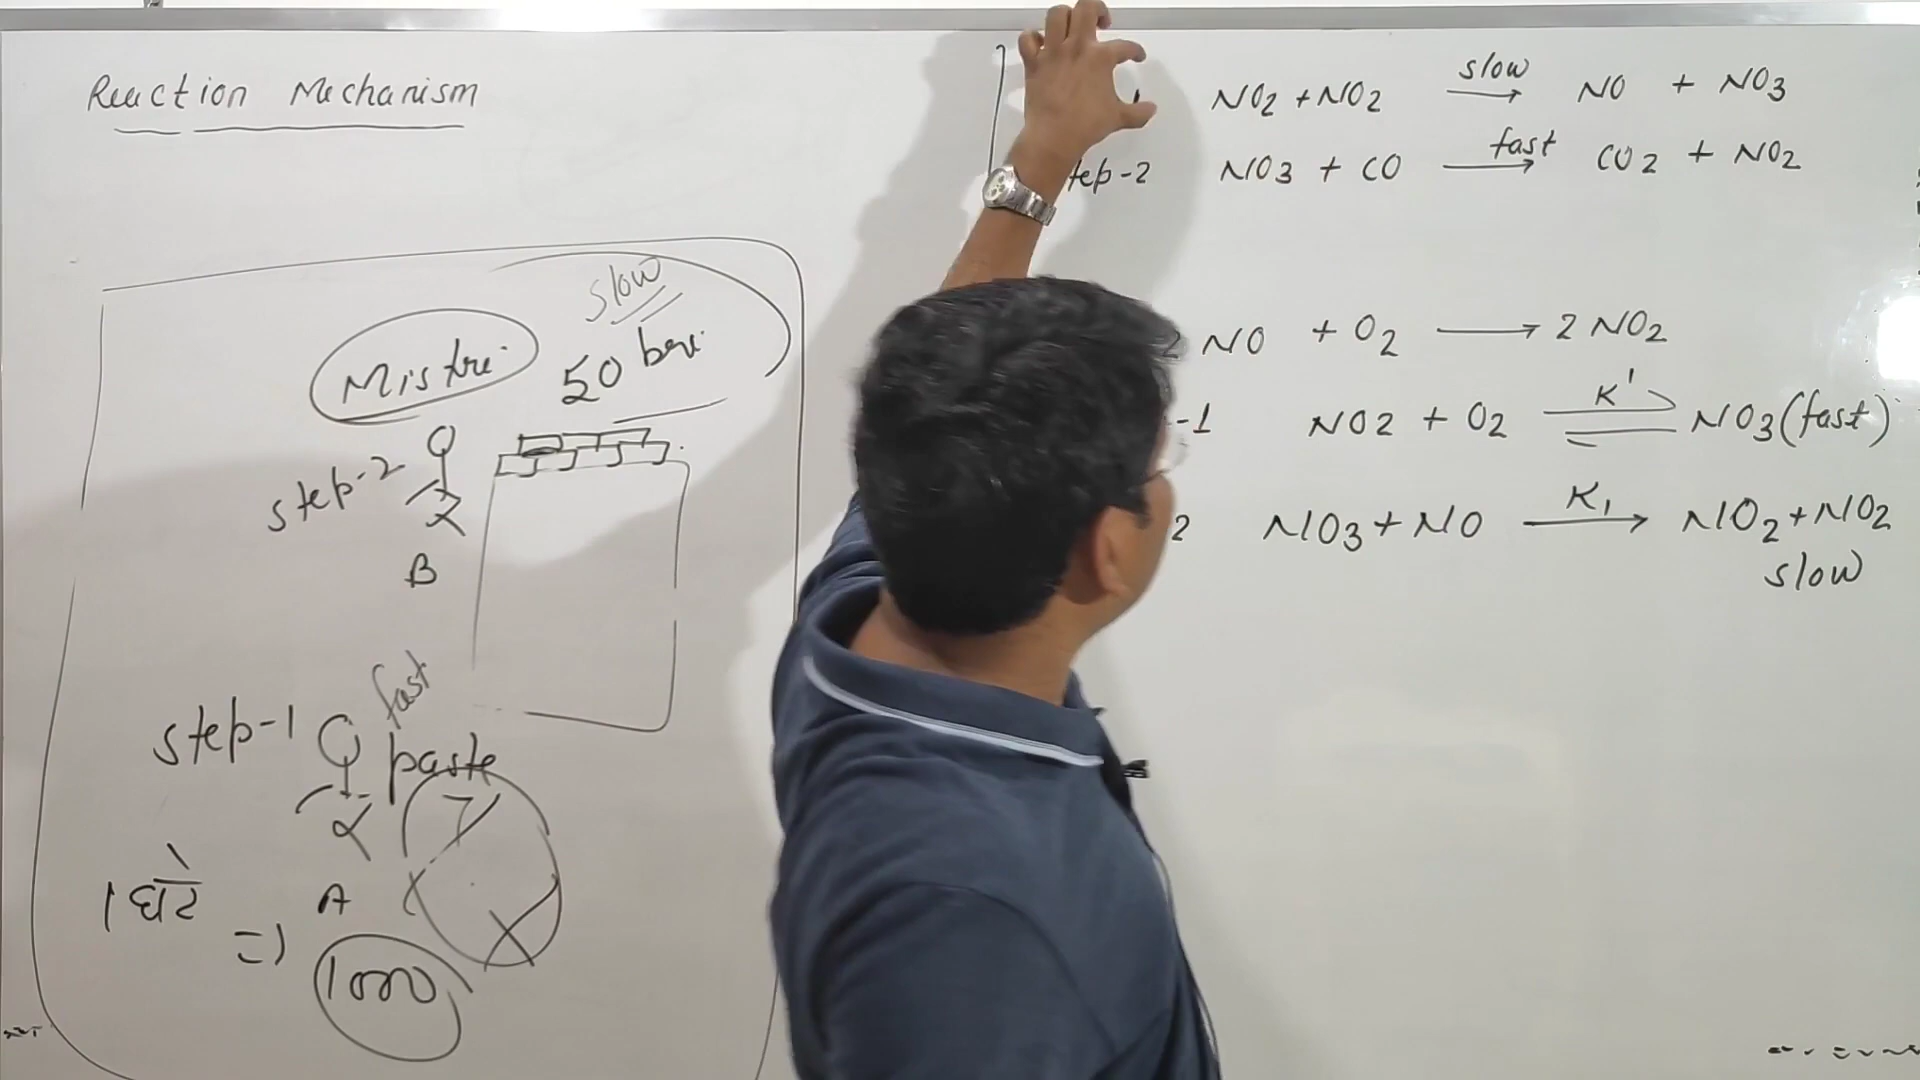 Reaction Mechanism
1 NO2 + NO2 slow→ NO + NO3
tep-2 NO3 + CO fast→ CO2 + NO2
2 NO + O2 → 2 NO2
-1 NO2 + O2 K'⇌ NO3 (fast)
2 NO3 + NO K1→ NO2 + NO2
slow
slow
Mistri
50
step-2
B
fast
step-1
paste
1 घंटे
A
=)
1000